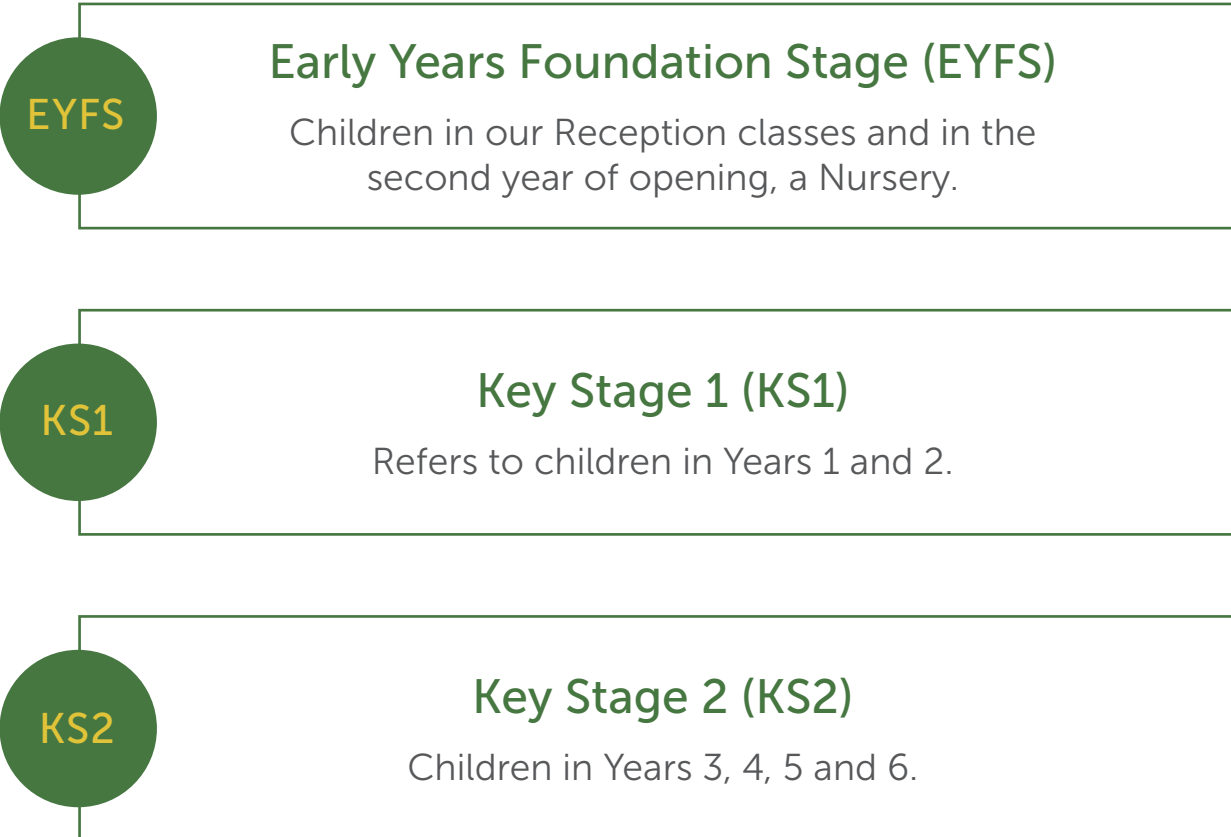 EYFS
Early Years Foundation Stage (EYFS)
Children in our Reception classes and in the
second year of opening, a Nursery.
KS1
Key Stage 1 (KS1)
Refers to children in Years 1 and 2.
KS2
Key Stage 2 (KS2)
Children in Years 3, 4, 5 and 6.